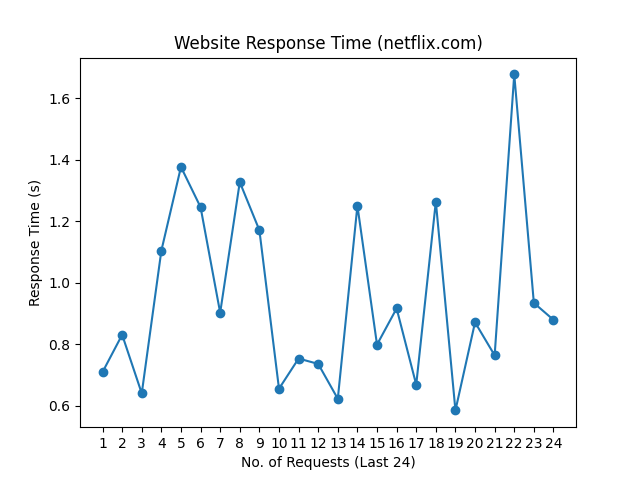 Website Response Time (netflix.com)
Response Time (s)
1.6
1.4
1.2
1.0
0.8
0.6
1 2 3 4 5 6 7 8 9 10 11 12 13 14 15 16 17 18 19 20 21 22 23 24
No. of Requests (Last 24)